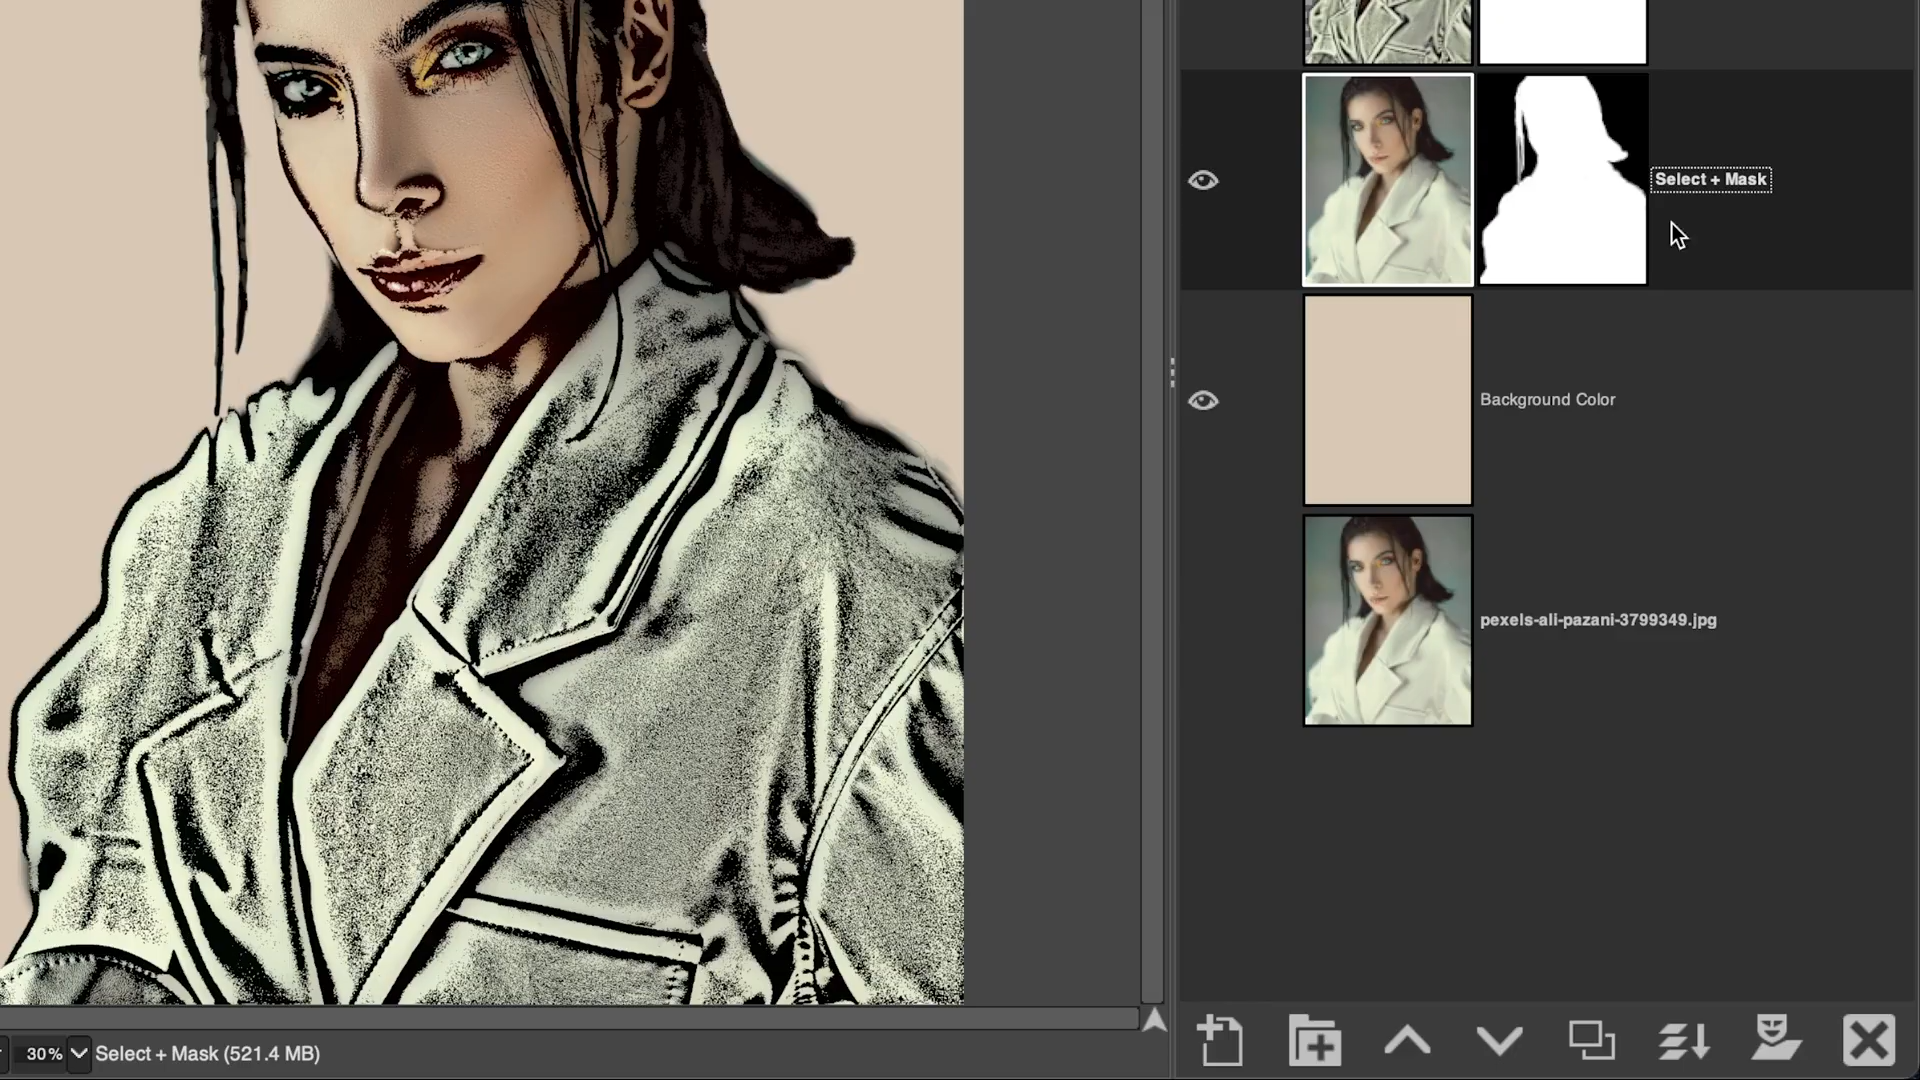 Select + Mask
Background Color
pexels-ali-pazani-3799349.jpg
30%
Select + Mask (521.4 MB)